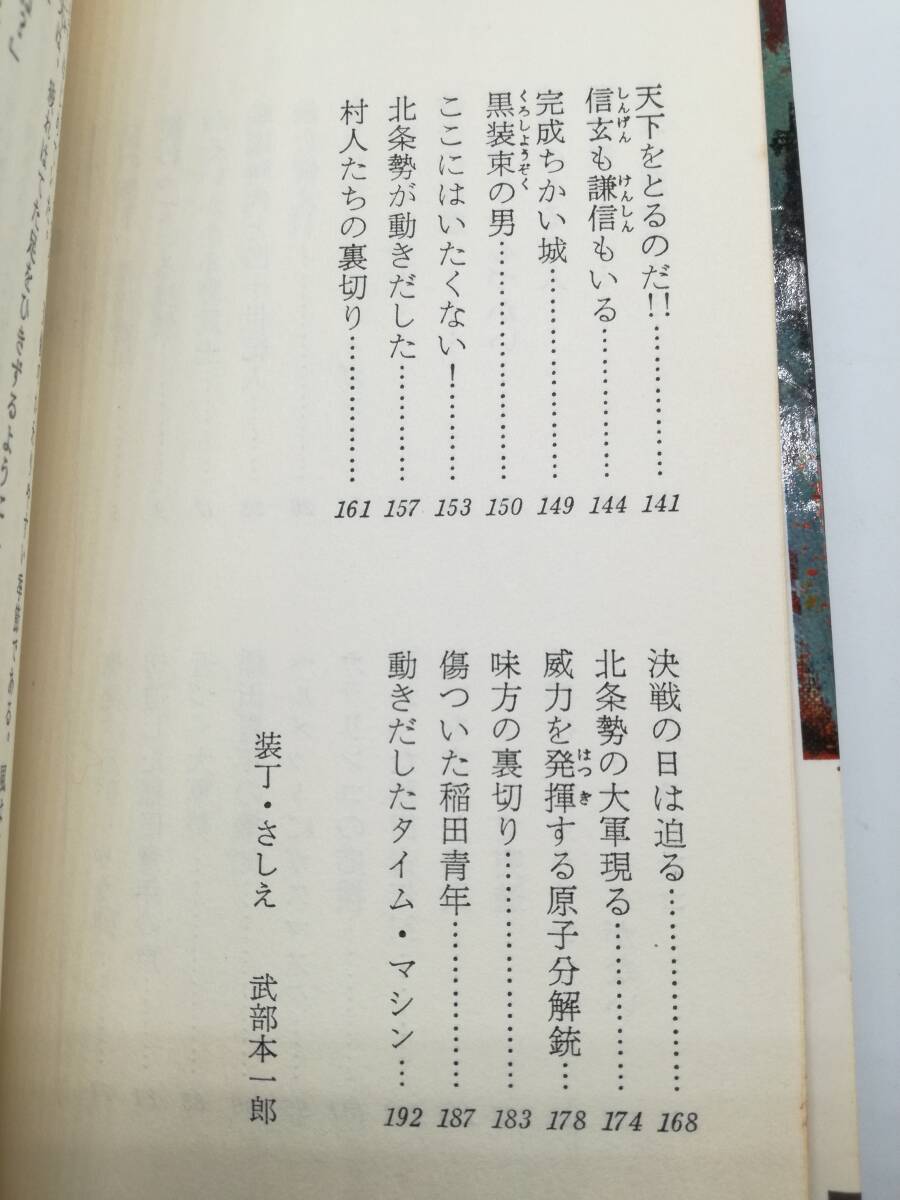 天下をとるのだ!!………………141
信玄も謙信もいる………………144
完成ちかい城………………149
黒装束の男………………150
ここにはいたくない!………………153
北条勢が動きだした………………157
村人たちの裏切り………………161
決戦の日は迫る………………168
北条勢の大軍現る………………174
威力を発揮する原子分解銃…178
味方の裏切り………………183
傷ついた稲田青年………………187
動きだしたタイム・マシン…192
装丁・さしえ　武部本一郎